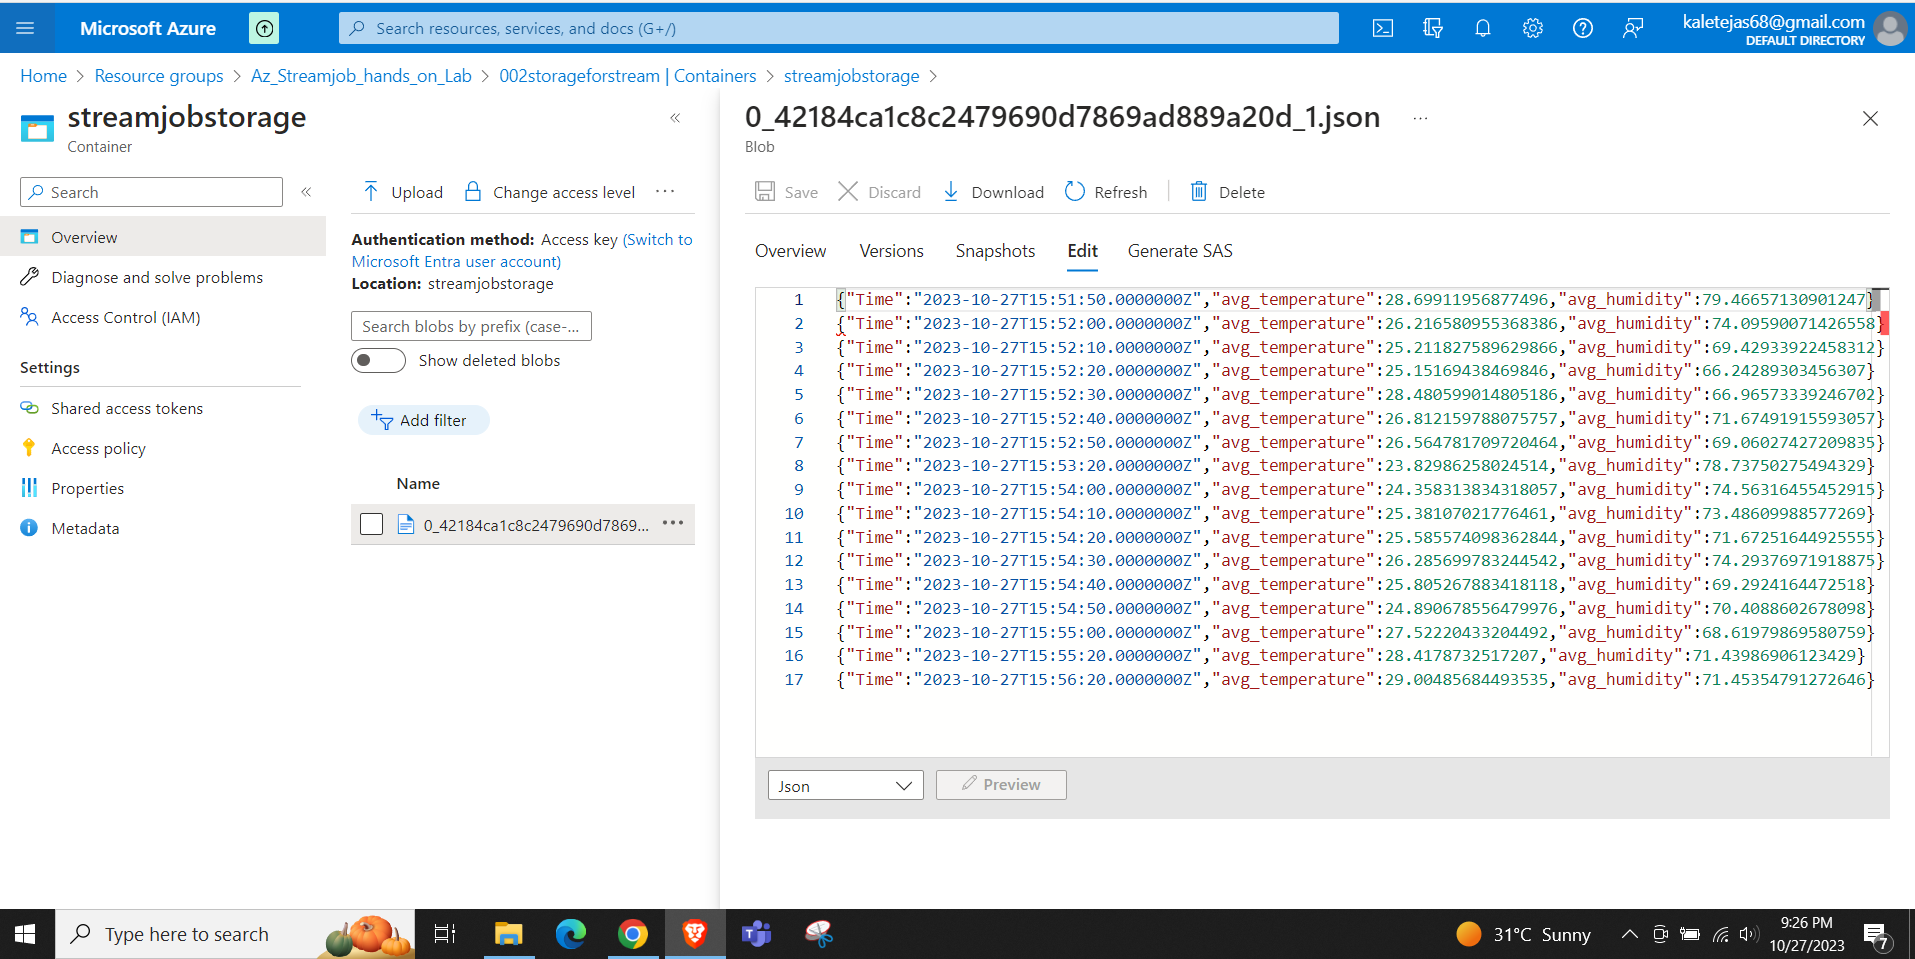 Microsoft Azure
Search resources, services, and docs (G+/)
kaletejas68@gmail.com
DEFAULT DIRECTORY
Home > Resource groups > Az_Streamjob_hands_on_Lab > 002storageforstream | Containers > streamjobstorage >
streamjobstorage
Container
Search
Overview
Diagnose and solve problems
Access Control (IAM)
Settings
Shared access tokens
Access policy
Properties
Metadata
Upload
Change access level
Authentication method: Access key (Switch to
Microsoft Entra user account)
Location: streamjobstorage
Search blobs by prefix (case-...
Show deleted blobs
Add filter
Name
0_42184ca1c8c2479690d7869...
0_42184ca1c8c2479690d7869ad889a20d_1.json
Blob
Save
Discard
Download
Refresh
Delete
Overview
Versions
Snapshots
Edit
Generate SAS
1 {"Time":"2023-10-27T15:51:50.0000000Z","avg_temperature":28.69911956877496,"avg_humidity":79.46657130901247}
2 {"Time":"2023-10-27T15:52:00.0000000Z","avg_temperature":26.216580955368386,"avg_humidity":74.09590071426558}
3 {"Time":"2023-10-27T15:52:10.0000000Z","avg_temperature":25.211827589629866,"avg_humidity":69.42933922458312}
4 {"Time":"2023-10-27T15:52:20.0000000Z","avg_temperature":25.15169438469846,"avg_humidity":66.24289303456307}
5 {"Time":"2023-10-27T15:52:30.0000000Z","avg_temperature":28.480599014805186,"avg_humidity":66.96573339246702}
6 {"Time":"2023-10-27T15:52:40.0000000Z","avg_temperature":26.812159788075757,"avg_humidity":71.67491915593057}
7 {"Time":"2023-10-27T15:52:50.0000000Z","avg_temperature":26.564781709720464,"avg_humidity":69.06027427209835}
8 {"Time":"2023-10-27T15:53:20.0000000Z","avg_temperature":23.82986258024514,"avg_humidity":78.73750275494329}
9 {"Time":"2023-10-27T15:54:00.0000000Z","avg_temperature":24.358313834318057,"avg_humidity":74.56316455452915}
10 {"Time":"2023-10-27T15:54:10.0000000Z","avg_temperature":25.38107021776461,"avg_humidity":73.48609988577269}
11 {"Time":"2023-10-27T15:54:20.0000000Z","avg_temperature":25.585574098362844,"avg_humidity":71.67251644925555}
12 {"Time":"2023-10-27T15:54:30.0000000Z","avg_temperature":26.285699783244542,"avg_humidity":74.29376971918875}
13 {"Time":"2023-10-27T15:54:40.0000000Z","avg_temperature":25.805267883418118,"avg_humidity":69.2924164472518}
14 {"Time":"2023-10-27T15:54:50.0000000Z","avg_temperature":24.890678556479976,"avg_humidity":70.4088602678098}
15 {"Time":"2023-10-27T15:55:00.0000000Z","avg_temperature":27.52220433204492,"avg_humidity":68.61979869580759}
16 {"Time":"2023-10-27T15:55:20.0000000Z","avg_temperature":28.4178732517207,"avg_humidity":71.43986906123429}
17 {"Time":"2023-10-27T15:56:20.0000000Z","avg_temperature":29.00485684493535,"avg_humidity":71.45354791272646}
Json
Preview
Type here to search
31°C Sunny
9:26 PM
10/27/2023
7